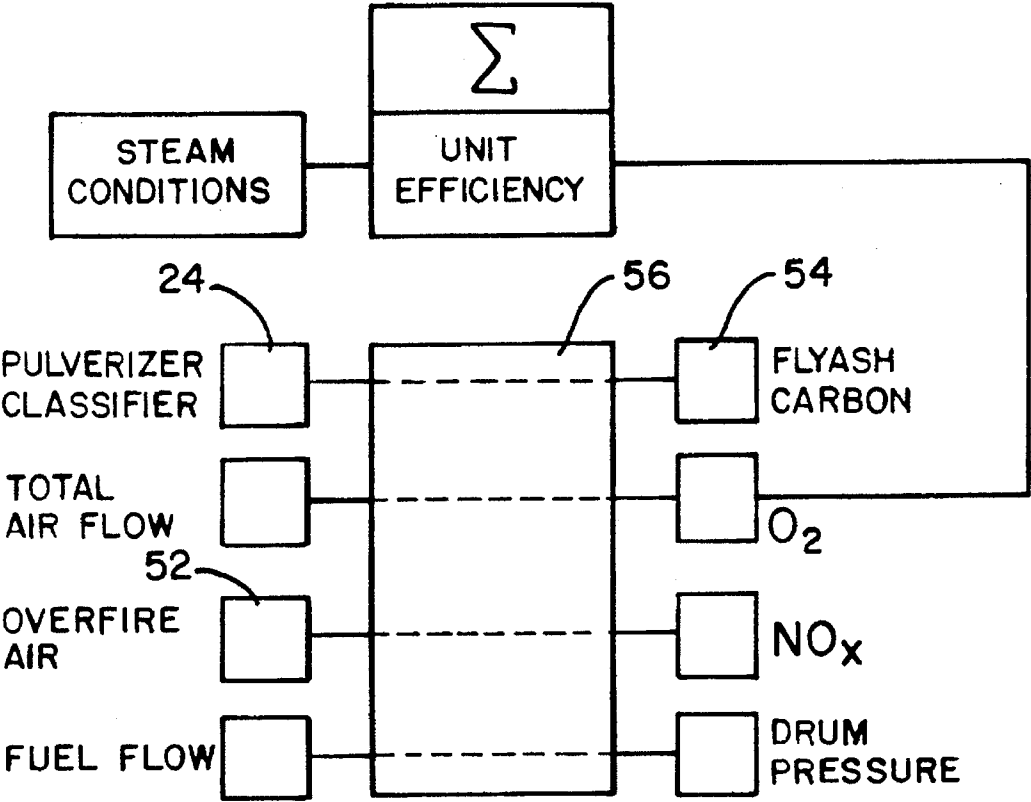 Σ
STEAM
CONDITIONS
UNIT
EFFICIENCY
24
56
54
PULVERIZER
CLASSIFIER
FLYASH
CARBON
TOTAL
AIR FLOW
O2
52
OVERFIRE
AIR
NOx
FUEL FLOW
DRUM
PRESSURE